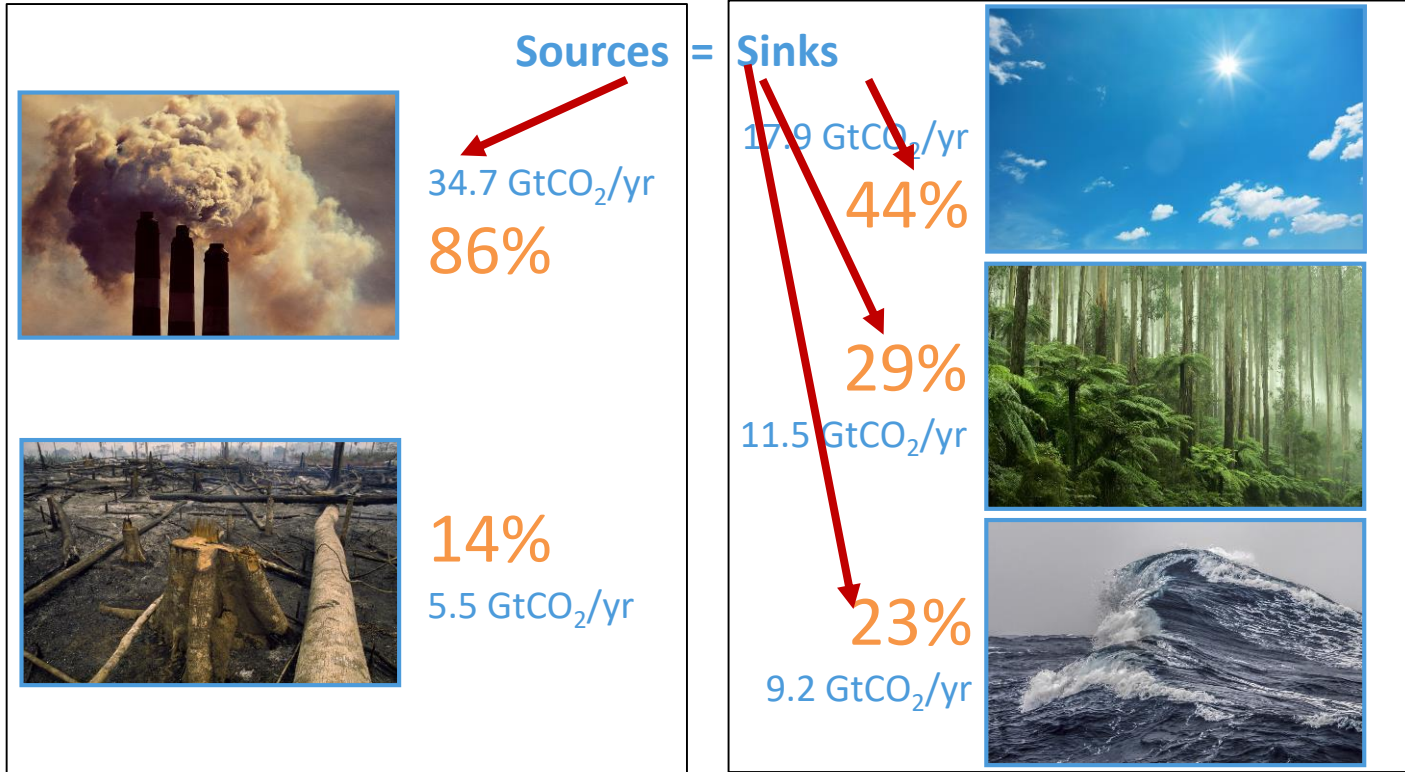 Sources = Sinks
34.7 GtCO₂/yr
86%
14%
5.5 GtCO₂/yr
17.9 GtCO₂/yr
44%
29%
11.5 GtCO₂/yr
23%
9.2 GtCO₂/yr